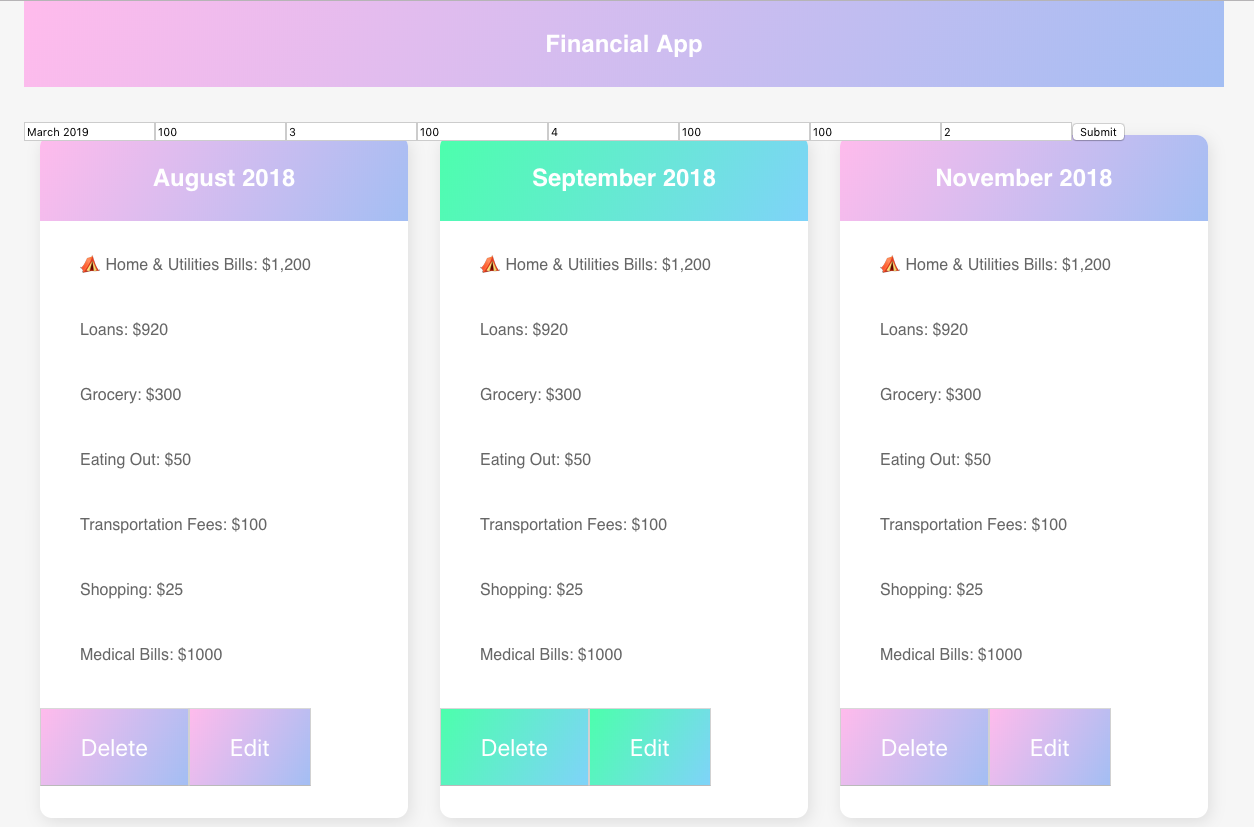 Financial App
March 2019 100 3 100 4 100 100 2 Submit
August 2018
Home & Utilities Bills: $1,200
Loans: $920
Grocery: $300
Eating Out: $50
Transportation Fees: $100
Shopping: $25
Medical Bills: $1000
Delete Edit
September 2018
Home & Utilities Bills: $1,200
Loans: $920
Grocery: $300
Eating Out: $50
Transportation Fees: $100
Shopping: $25
Medical Bills: $1000
Delete Edit
November 2018
Home & Utilities Bills: $1,200
Loans: $920
Grocery: $300
Eating Out: $50
Transportation Fees: $100
Shopping: $25
Medical Bills: $1000
Delete Edit